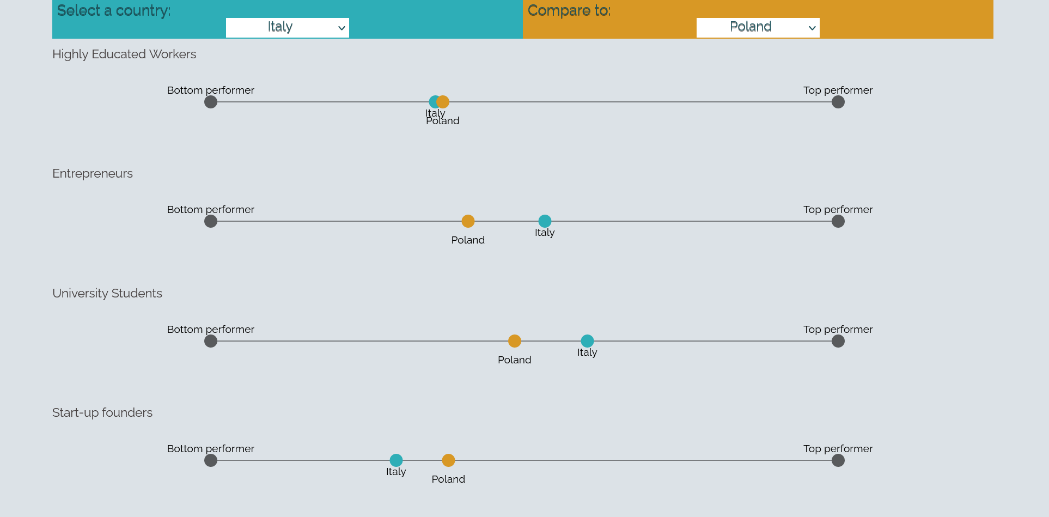 Select a country:
Compare to:
Italy
Poland
Highly Educated Workers
Bottom performer
Top performer
Italy
Poland
Entrepreneurs
Bottom performer
Top performer
Italy
Poland
University Students
Bottom performer
Top performer
Italy
Poland
Start-up founders
Bottom performer
Top performer
Italy
Poland